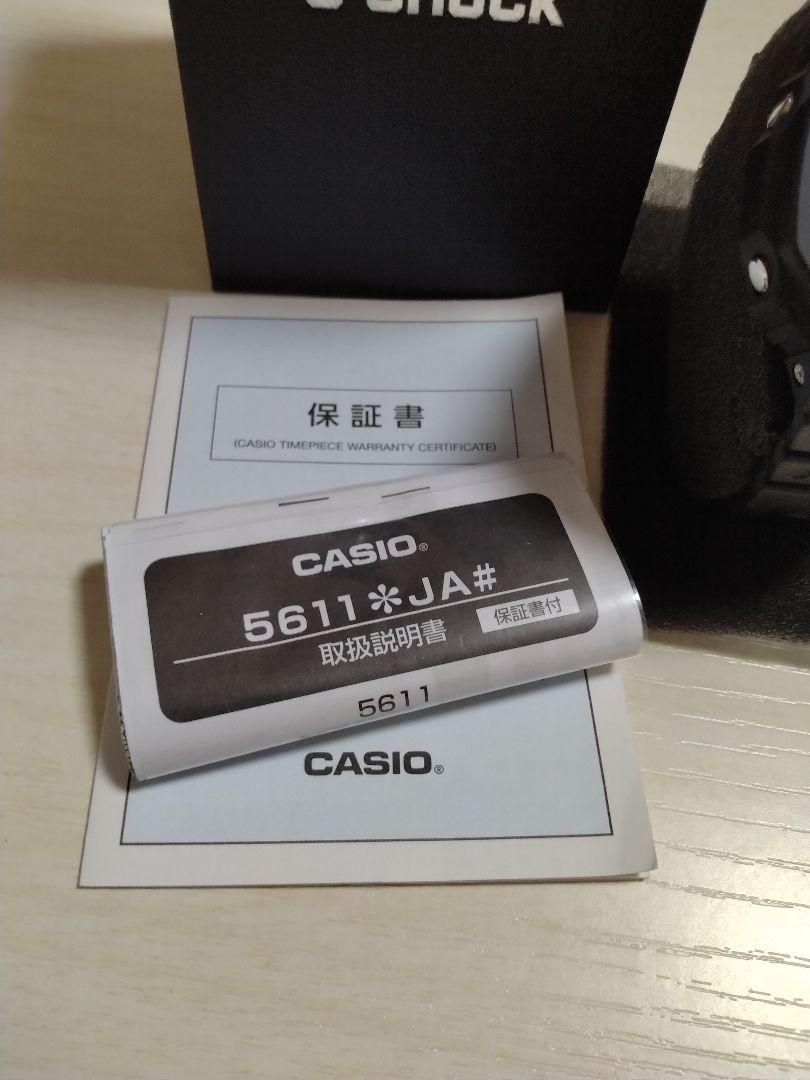 G-SHOCK
保証書
(CASIO TIMEPIECE WARRANTY CERTIFICATE)
CASIO®
5611＊JA#
取扱説明書 保証書付
5611
CASIO®